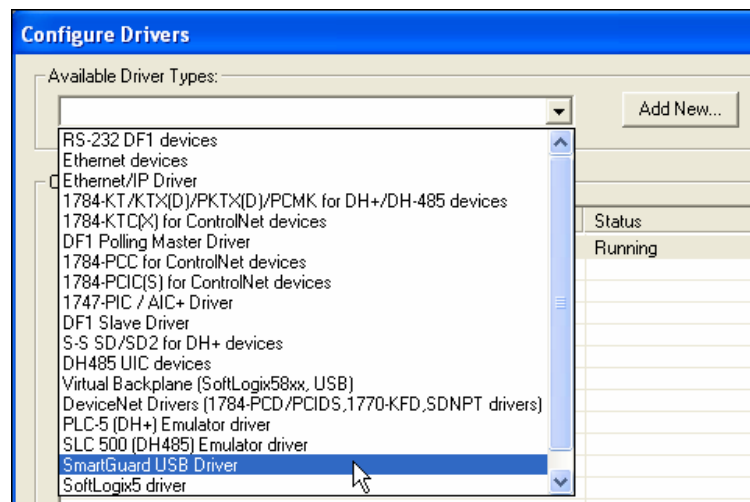 Configure Drivers
Available Driver Types:
Add New...
RS-232 DF1 devices
Ethernet devices
Ethernet/IP Driver
1784-KT/KTX(D)/PKTX(D)/PCMK for DH+/DH-485 devices
1784-KTC(X) for ControlNet devices
DF1 Polling Master Driver
1784-PCC for ControlNet devices
1784-PCIC(S) for ControlNet devices
1747-PIC / AIC+ Driver
DF1 Slave Driver
S-S SD/SD2 for DH+ devices
DH485 UIC devices
Virtual Backplane (SoftLogix58xx, USB)
DeviceNet Drivers (1784-PCD/PCIDS,1770-KFD,SDNPT drivers)
PLC-5 (DH+) Emulator driver
SLC 500 (DH485) Emulator driver
SmartGuard USB Driver
SoftLogix5 driver
Status
Running